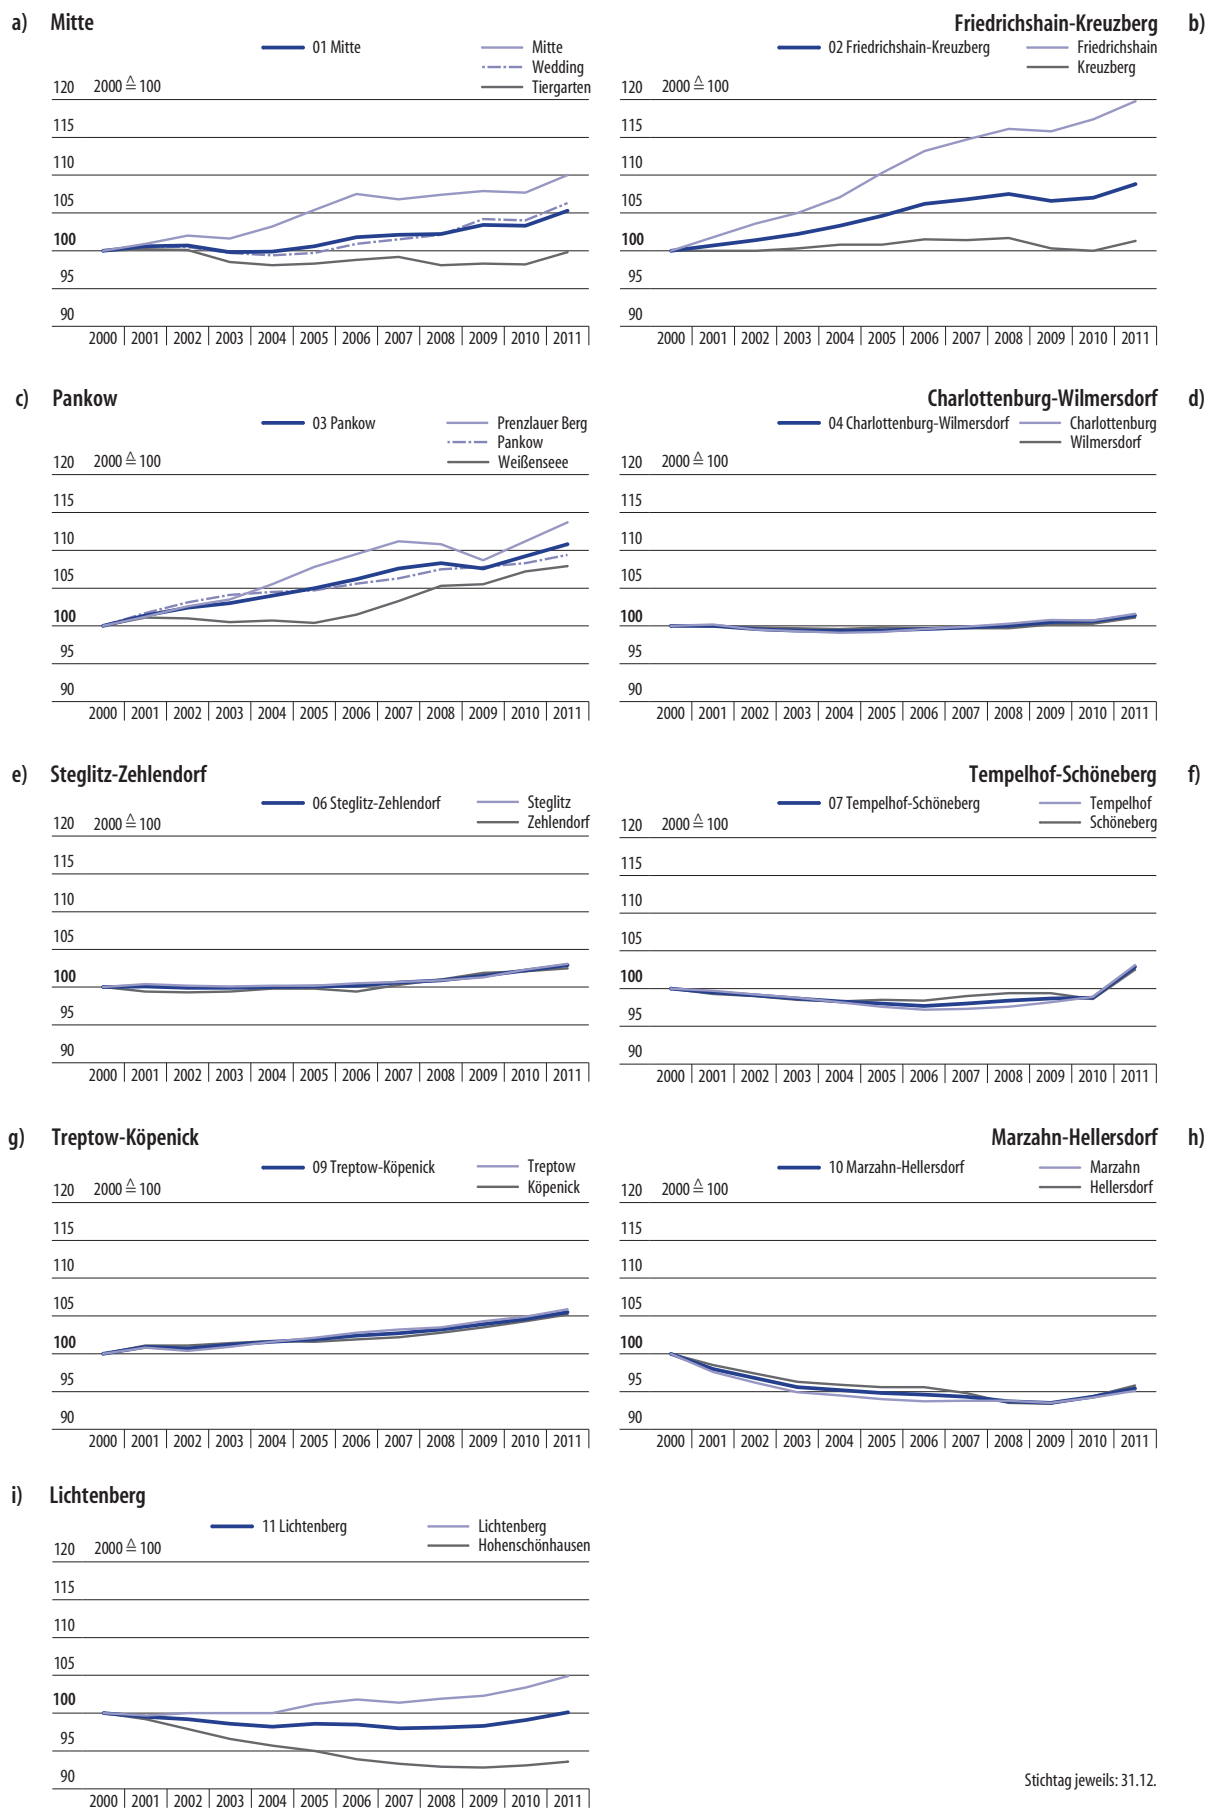 a) Mitte
01 Mitte
Mitte
Wedding
Tiergarten
2000 ≙ 100
120
115
110
105
100
95
90
2000 2001 2002 2003 2004 2005 2006 2007 2008 2009 2010 2011
Friedrichshain-Kreuzberg b)
02 Friedrichshain-Kreuzberg
Friedrichshain
Kreuzberg
2000 ≙ 100
120
115
110
105
100
95
90
2000 2001 2002 2003 2004 2005 2006 2007 2008 2009 2010 2011
c) Pankow
03 Pankow
Prenzlauer Berg
Pankow
Weißenseee
2000 ≙ 100
120
115
110
105
100
95
90
2000 2001 2002 2003 2004 2005 2006 2007 2008 2009 2010 2011
Charlottenburg-Wilmersdorf d)
04 Charlottenburg-Wilmersdorf
Charlottenburg
Wilmersdorf
2000 ≙ 100
120
115
110
105
100
95
90
2000 2001 2002 2003 2004 2005 2006 2007 2008 2009 2010 2011
e) Steglitz-Zehlendorf
06 Steglitz-Zehlendorf
Steglitz
Zehlendorf
2000 ≙ 100
120
115
110
105
100
95
90
2000 2001 2002 2003 2004 2005 2006 2007 2008 2009 2010 2011
Tempelhof-Schöneberg f)
07 Tempelhof-Schöneberg
Tempelhof
Schöneberg
2000 ≙ 100
120
115
110
105
100
95
90
2000 2001 2002 2003 2004 2005 2006 2007 2008 2009 2010 2011
g) Treptow-Köpenick
09 Treptow-Köpenick
Treptow
Köpenick
2000 ≙ 100
120
115
110
105
100
95
90
2000 2001 2002 2003 2004 2005 2006 2007 2008 2009 2010 2011
Marzahn-Hellersdorf h)
10 Marzahn-Hellersdorf
Marzahn
Hellersdorf
2000 ≙ 100
120
115
110
105
100
95
90
2000 2001 2002 2003 2004 2005 2006 2007 2008 2009 2010 2011
i) Lichtenberg
11 Lichtenberg
Lichtenberg
Hohenschönhausen
2000 ≙ 100
120
115
110
105
100
95
90
2000 2001 2002 2003 2004 2005 2006 2007 2008 2009 2010 2011
Stichtag jeweils: 31.12.